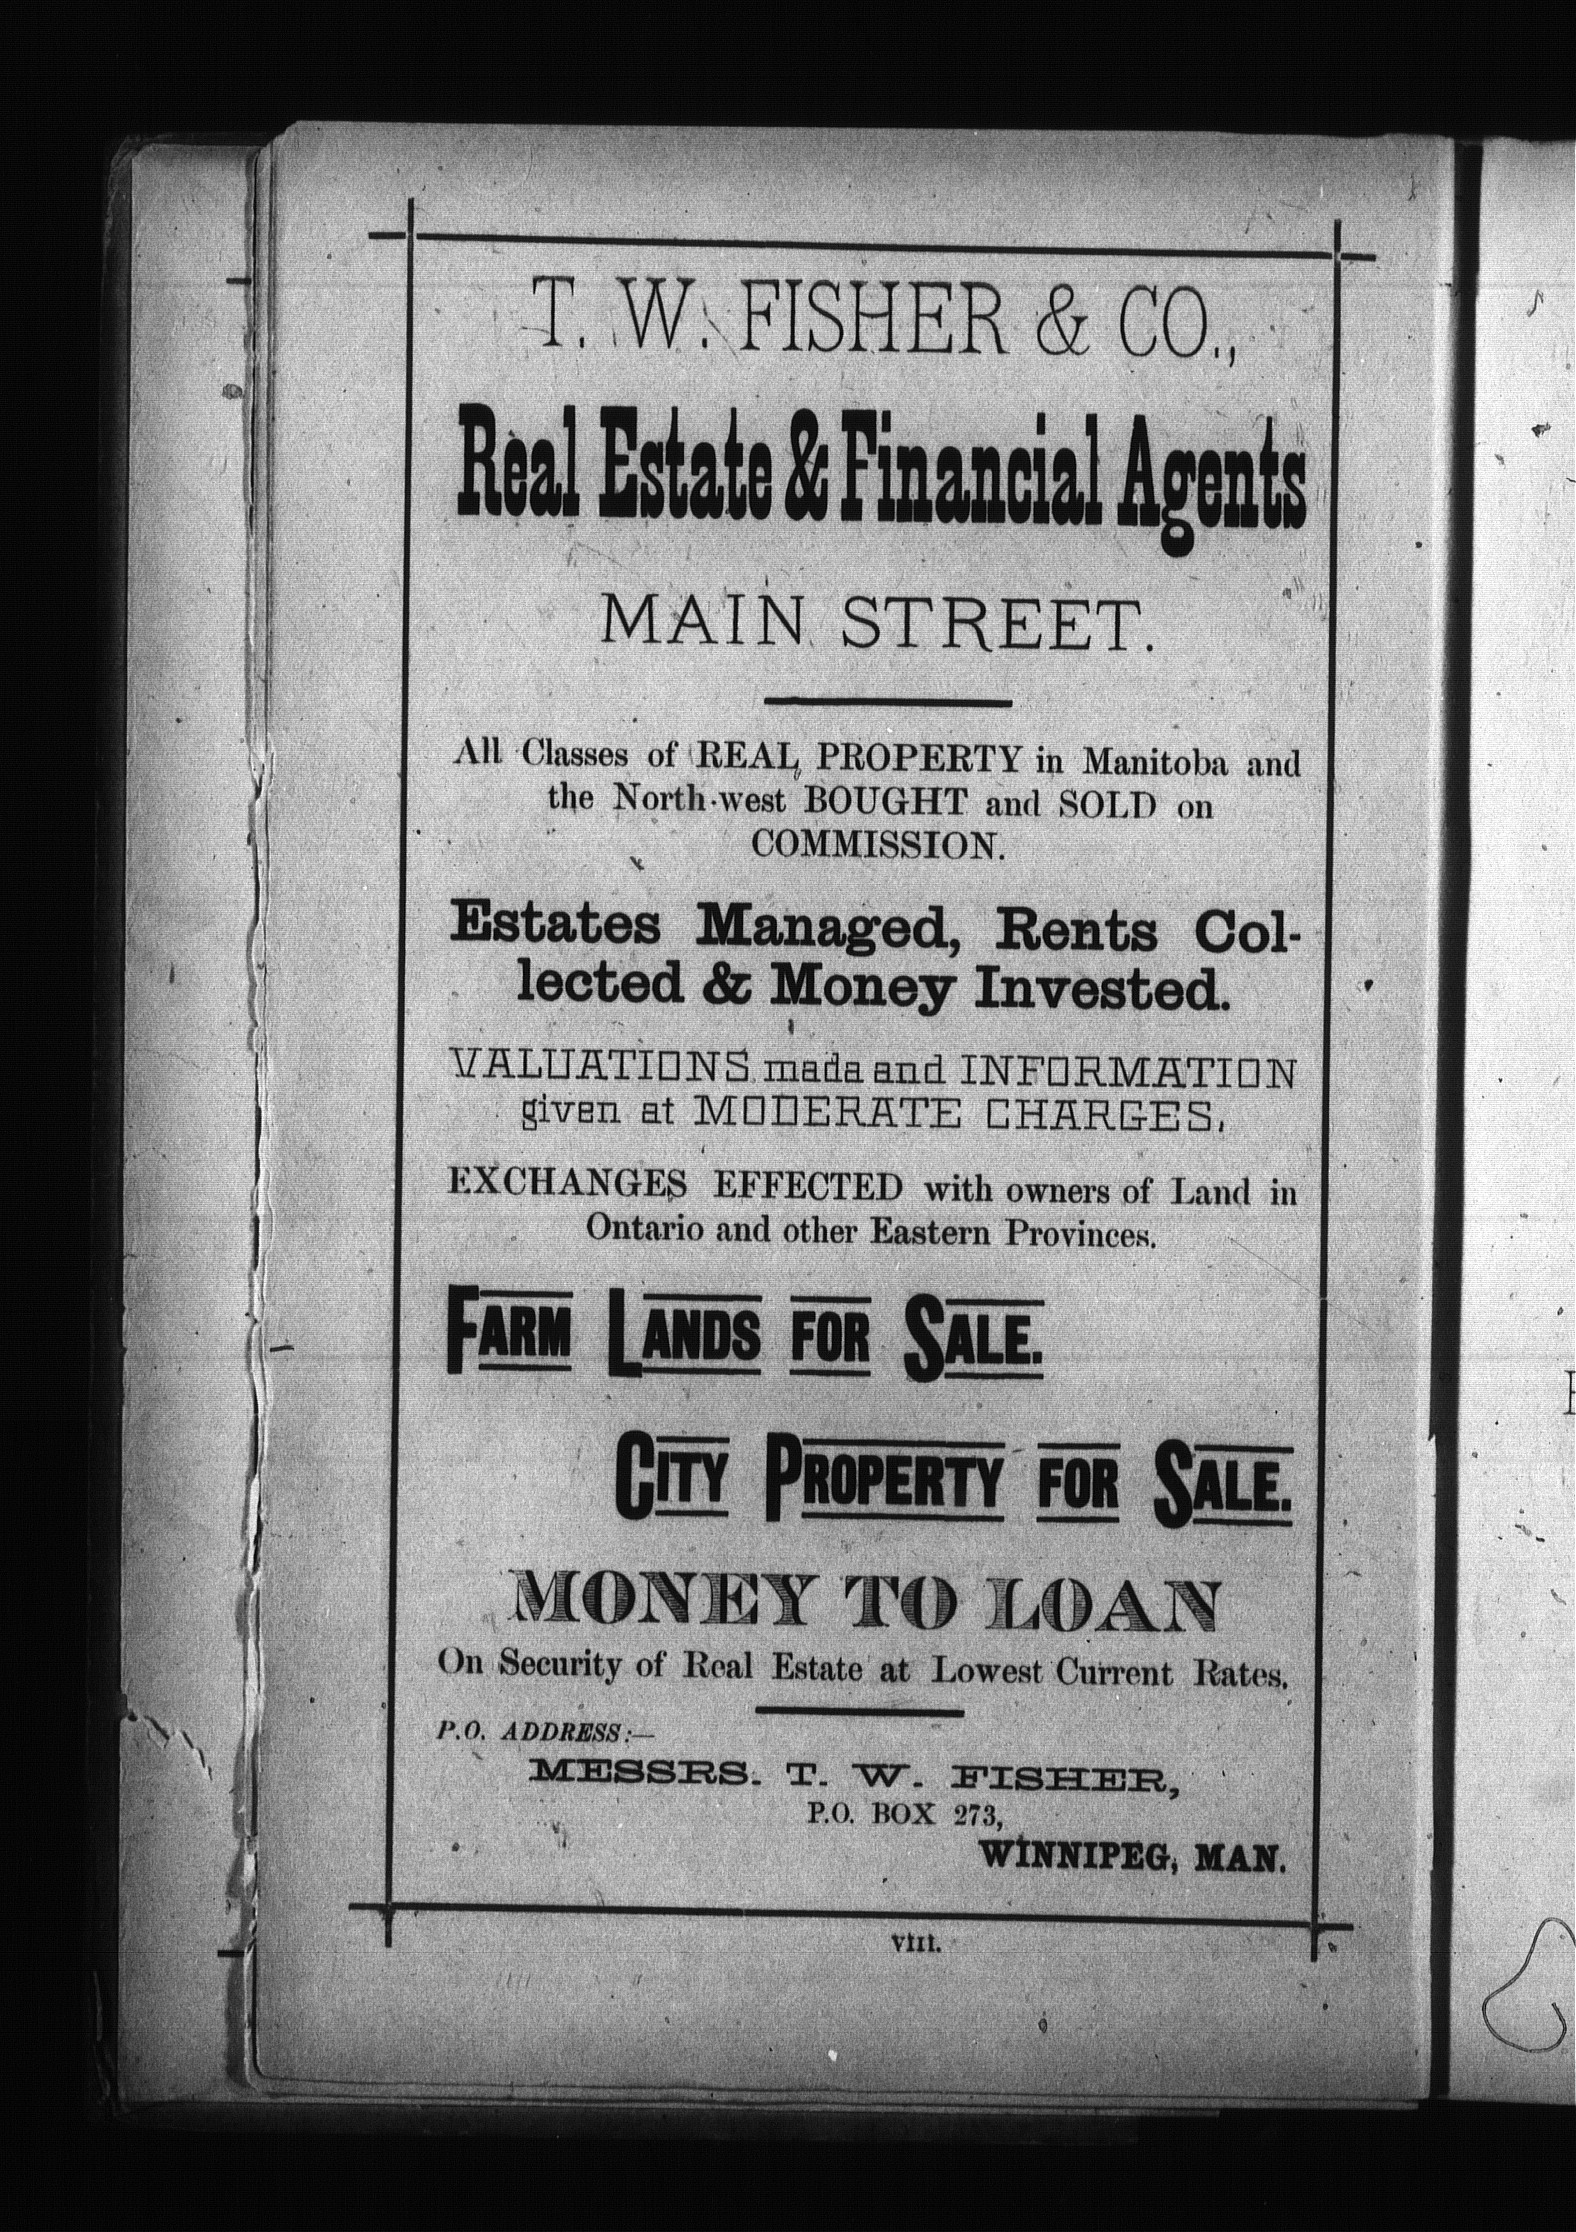 T. W. FISHER & CO.,
Real Estate & Financial Agents
MAIN STREET.
All Classes of REAL PROPERTY in Manitoba and
the North-west BOUGHT and SOLD on
COMMISSION.
Estates Managed, Rents Col-
lected & Money Invested.
VALUATIONS mada and INFORMATION
given at MODERATE CHARGES.
EXCHANGES EFFECTED with owners of Land in
Ontario and other Eastern Provinces.
FARM LANDS FOR SALE.
CITY PROPERTY FOR SALE.
MONEY TO LOAN
On Security of Real Estate at Lowest Current Rates.
P.O. ADDRESS:—
MESSRS. T. W. FISHER,
P.O. BOX 273,
WINNIPEG, MAN.
VIII.